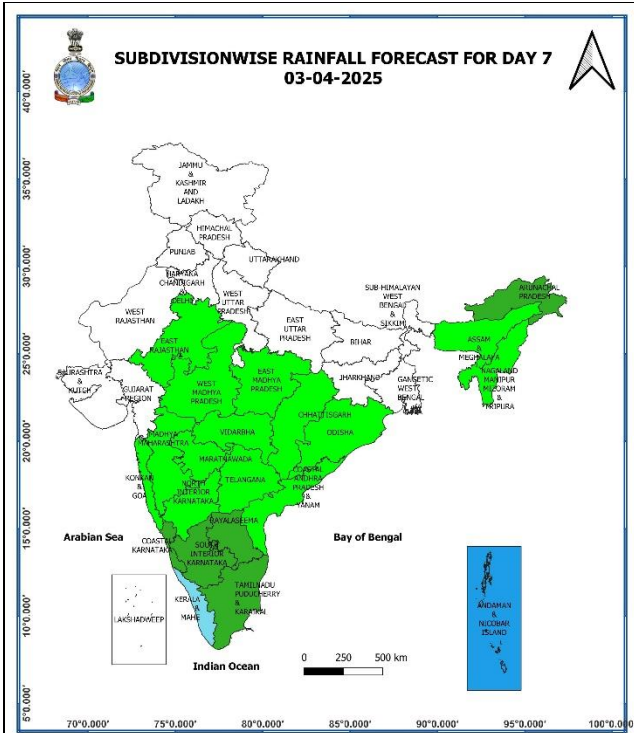 SUBDIVISIONWISE RAINFALL FORECAST FOR DAY 7
03-04-2025
40°0.000'
35°0.000'
30°0.000'
25°0.000'
20°0.000'
15°0.000'
10°0.000'
5°0.000'
JAMMU
&
KASHMIR
AND
LADAKH
HIMACHAL
PRADESH
PUNJAB
UTTARAKHAND
HARYANA
CHANDIGARH
&
DELHI
WEST
UTTAR
PRADESH
WEST
RAJASTHAN
EAST
RAJASTHAN
EAST
UTTAR
PRADESH
SUB-HIMALAYAN
WEST
BENGAL
&
SIKKIM
ARUNACHAL
PRADESH
ASSAM
&
MEGHALAYA
NAGALAND
MANIPUR
MIZORAM
&
TRIPURA
BIHAR
JHARKHAND
GANGETIC
WEST
BENGAL
SAURASHTRA
&
KUTCH
GUJARAT
REGION
WEST
MADHYA
PRADESH
EAST
MADHYA
PRADESH
CHHATTISGARH
ODISHA
VIDARBHA
MADHYA
MAHARASHTRA
MARATHWADA
KONKAN
&
GOA
NORTH
INTERIOR
KARNATAKA
TELANGANA
COASTAL
ANDHRA
PRADESH
&
YANAM
RAYALASEEMA
COASTAL
KARNATAKA
SOUTH
INTERIOR
KARNATAKA
TAMILNADU
PUDUCHERRY
&
KARAIKAL
KERALA
&
MAHE
LAKSHADWEEP
ANDAMAN
&
NICOBAR
ISLAND
Arabian Sea
Bay of Bengal
Indian Ocean
0 250 500 km
70°0.000' 75°0.000' 80°0.000' 85°0.000' 90°0.000' 95°0.000' 100°0.000'